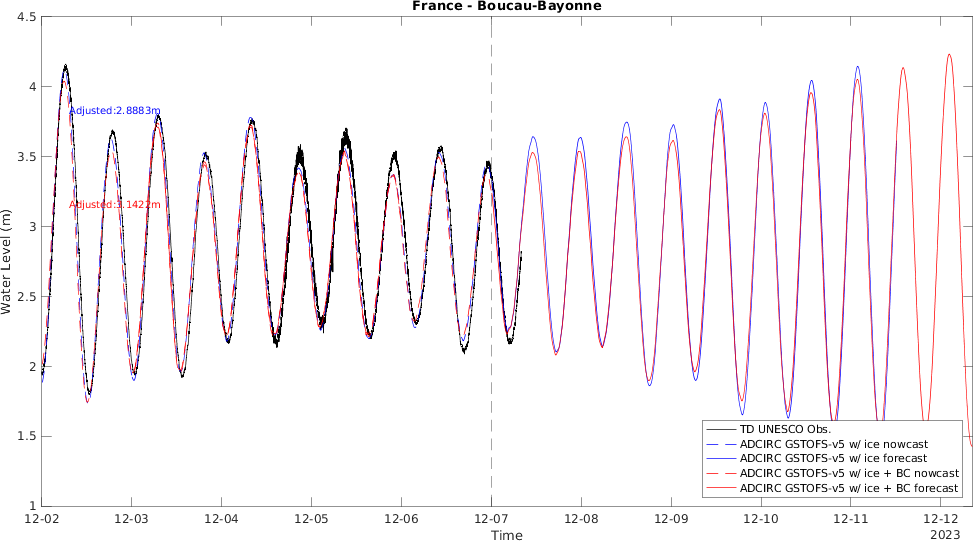 France - Boucau-Bayonne
4.5
4
3.5
3
2.5
2
1.5
1
Water Level (m)
Adjusted:2.8883m
Adjusted:3.1422m
TD UNESCO Obs.
ADCIRC GSTOFS-v5 w/ ice nowcast
ADCIRC GSTOFS-v5 w/ ice forecast
ADCIRC GSTOFS-v5 w/ ice + BC nowcast
ADCIRC GSTOFS-v5 w/ ice + BC forecast
12-02 12-03 12-04 12-05 12-06 12-07 12-08 12-09 12-10 12-11 12-12
Time
2023